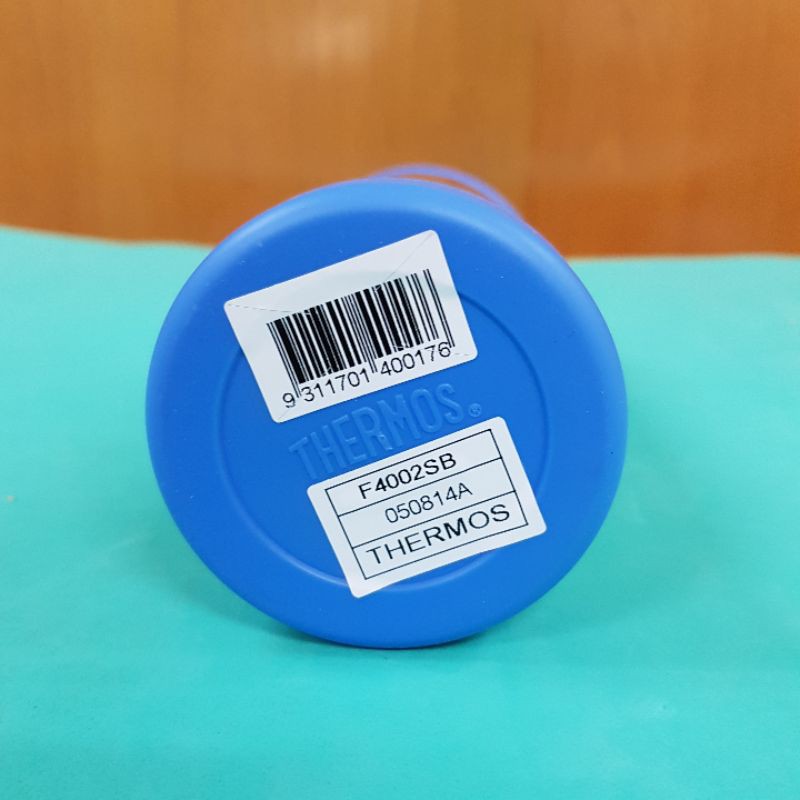 9 311701 400176
THERMOS®
F4002SB
050814A
THERMOS